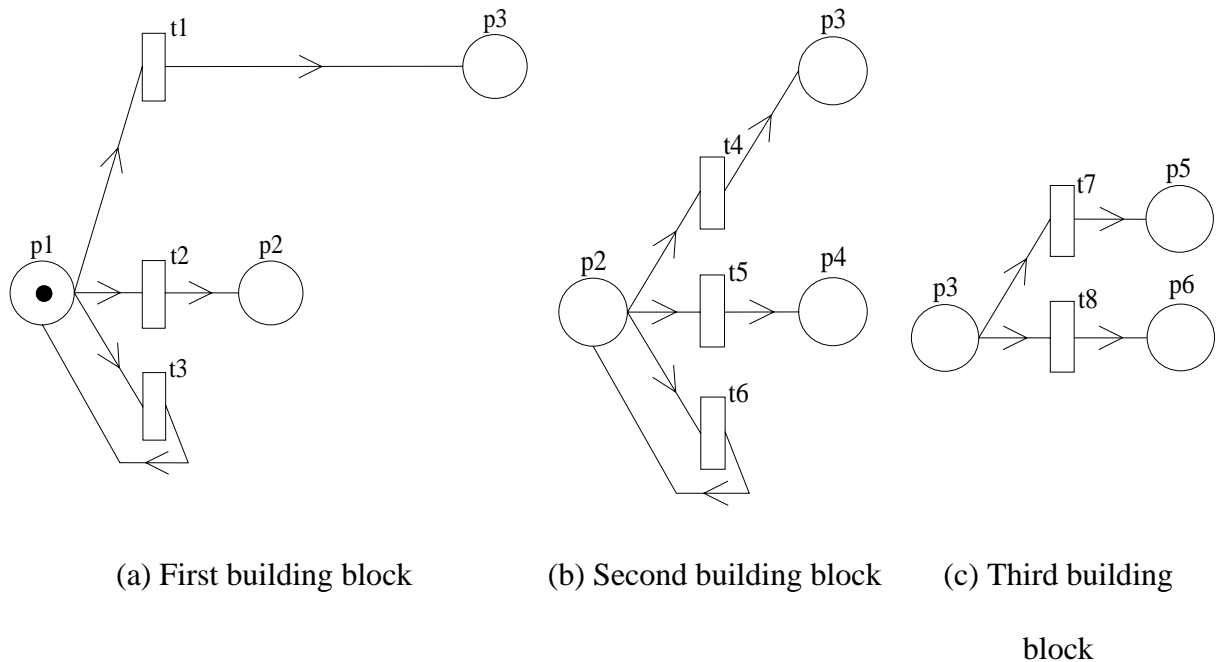 t1
p3
p1
t2
p2
t3
p3
t4
p2
t5
p4
t6
t7
p5
p3
t8
p6
(a) First building block
(b) Second building block
(c) Third building
block